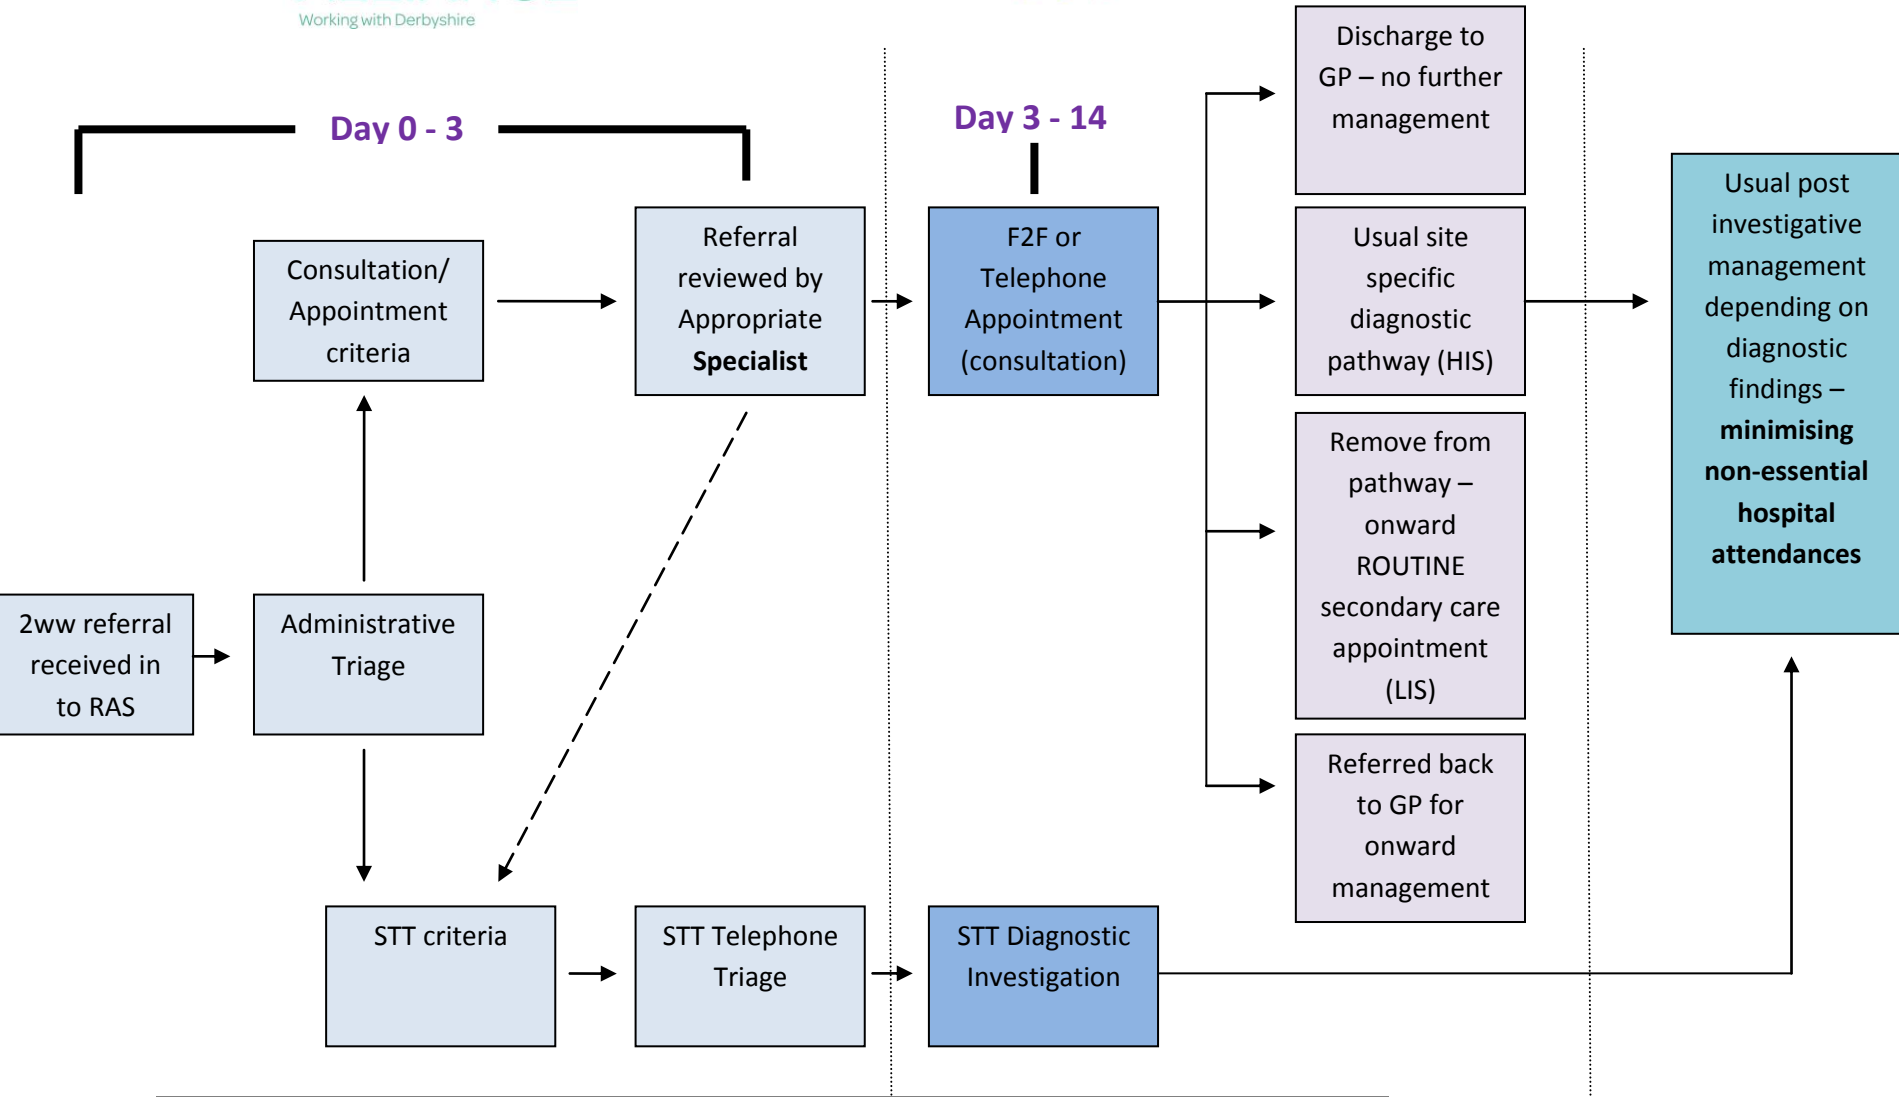 Working with Derbyshire
Day 0 - 3
Day 3 - 14
Discharge to
GP – no further
management
Consultation/
Appointment
criteria
Referral
reviewed by
Appropriate
Specialist
F2F or
Telephone
Appointment
(consultation)
Usual site
specific
diagnostic
pathway (HIS)
Usual post
investigative
management
depending on
diagnostic
findings –
minimising
non-essential
hospital
attendances
Remove from
pathway –
onward
ROUTINE
secondary care
appointment
(LIS)
2ww referral
received in
to RAS
Administrative
Triage
Referred back
to GP for
onward
management
STT criteria
STT Telephone
Triage
STT Diagnostic
Investigation